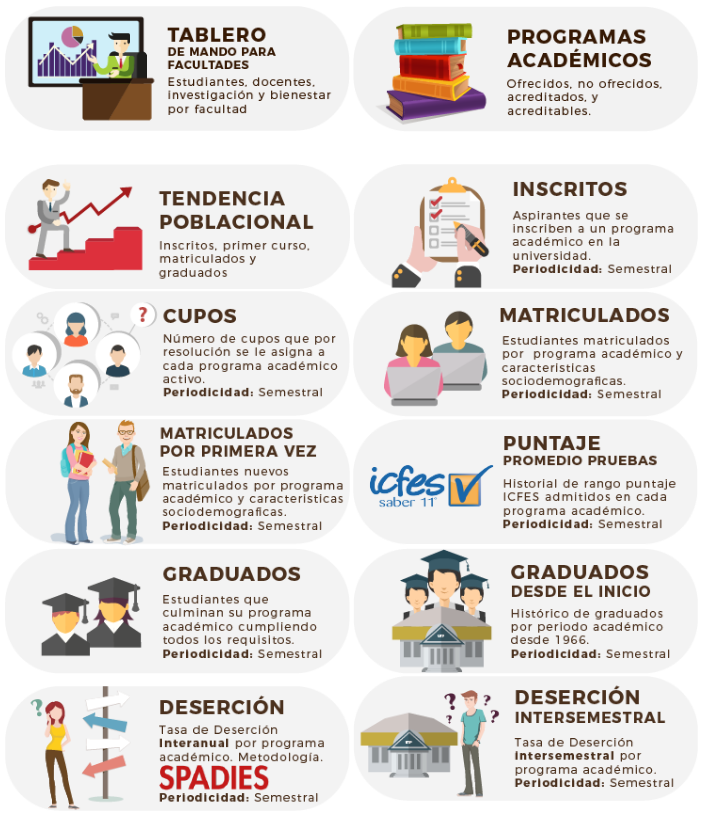 TABLERO
DE MANDO PARA
FACULTADES
Estudiantes, docentes,
investigación y bienestar
por facultad
PROGRAMAS
ACADÉMICOS
Ofrecidos, no ofrecidos,
acreditados, y
acreditables.
TENDENCIA
POBLACIONAL
Inscritos, primer curso,
matriculados y
graduados
INSCRITOS
Aspirantes que se
inscriben a un programa
académico en la
universidad.
Periodicidad: Semestral
?
CUPOS
Número de cupos que por
resolución se le asigna a
cada programa académico
activo.
Periodicidad: Semestral
MATRICULADOS
Estudiantes matriculados
por programa académico y
caracteristicas
sociodemograficas.
Periodicidad: Semestral
MATRICULADOS
POR PRIMERA VEZ
Estudiantes nuevos
matriculados por programa
académico y caracteristicas
sociodemograficas.
Periodicidad: Semestral
icfes
saber 11°
PUNTAJE
PROMEDIO PRUEBAS
Historial de rango puntaje
ICFES admitidos en cada
programa académico.
Periodicidad: Semestral
GRADUADOS
Estudiantes que
culminan su programa
académico cumpliendo
todos los requisitos.
Periodicidad: Semestral
GRADUADOS
DESDE EL INICIO
Histórico de graduados
por periodo académico
desde 1966.
Periodicidad: Semestral
?
DESERCIÓN
Tasa de Deserción
Interanual por programa
académico. Metodología.
SPADIES
Periodicidad: Semestral
? ? ? ?
DESERCIÓN
INTERSEMESTRAL
Tasa de Deserción
intersemestral por
programa académico.
Periodicidad: Semestral